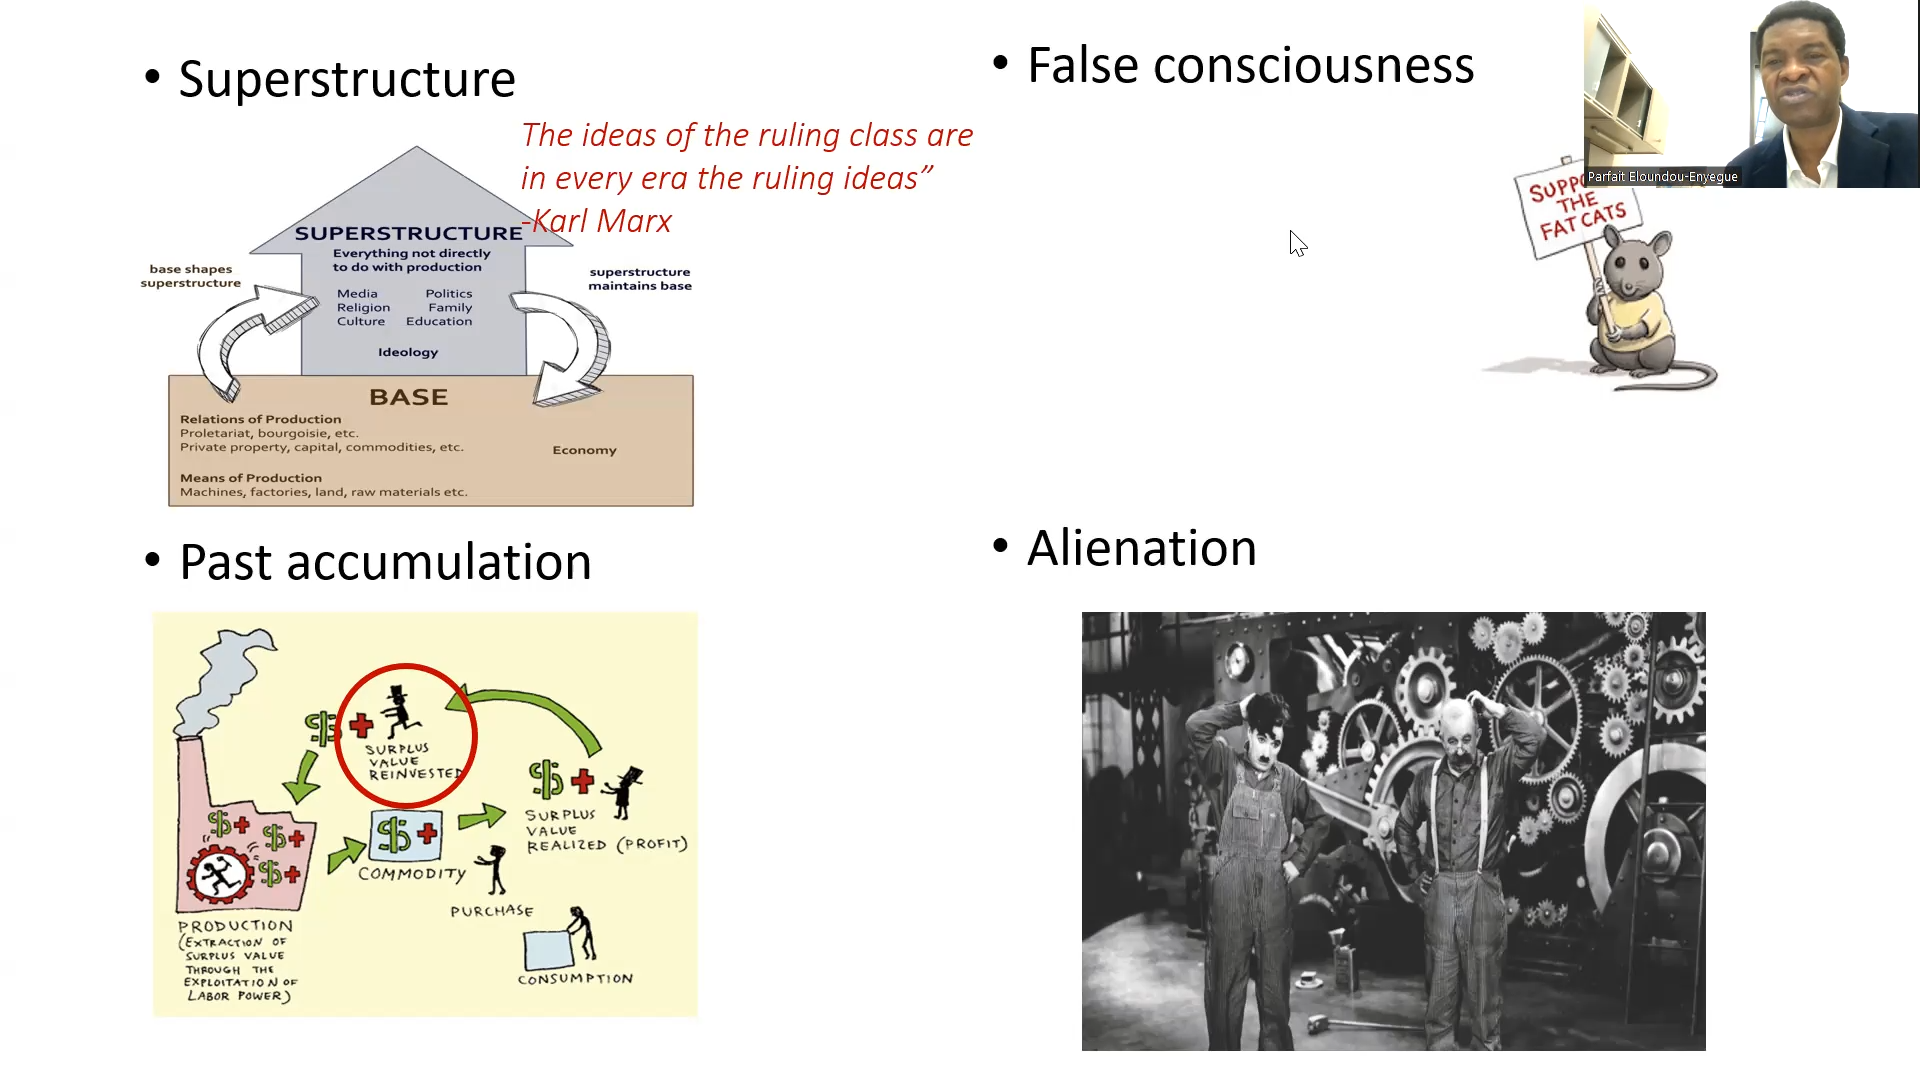 • Superstructure
The ideas of the ruling class are
in every era the ruling ideas”
-Karl Marx
SUPERSTRUCTURE
Everything not directly
to do with production
Media Politics
Religion Family
Culture Education
Ideology
base shapes
superstructure
superstructure
maintains base
BASE
Relations of Production
Proletariat, bourgoisie, etc.
Private property, capital, commodities, etc.
Economy
Means of Production
Machines, factories, land, raw materials etc.
• False consciousness
Parfait Eloundou-Enyegue
THE
FAT CATS
• Past accumulation
$+
SURPLUS
VALUE
REINVESTED
$+
SURPLUS
VALUE
REALIZED (PROFIT)
$+
COMMODITY
PURCHASE
CONSUMPTION
$+
$+
$+
PRODUCTION
(EXTRACTION OF
SURPLUS VALUE
THROUGH THE
EXPLOITATION OF
LABOR POWER)
• Alienation